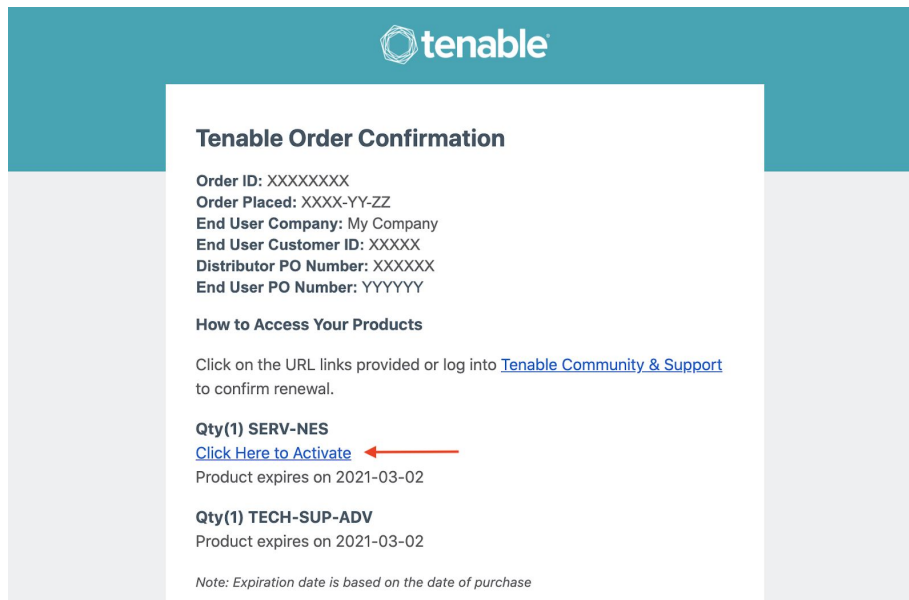 tenable
Tenable Order Confirmation
Order ID: XXXXXXXX
Order Placed: XXXX-YY-ZZ
End User Company: My Company
End User Customer ID: XXXXX
Distributor PO Number: XXXXXX
End User PO Number: YYYYYY
How to Access Your Products
Click on the URL links provided or log into Tenable Community & Support
to confirm renewal.
Qty(1) SERV-NES
Click Here to Activate
Product expires on 2021-03-02
Qty(1) TECH-SUP-ADV
Product expires on 2021-03-02
Note: Expiration date is based on the date of purchase